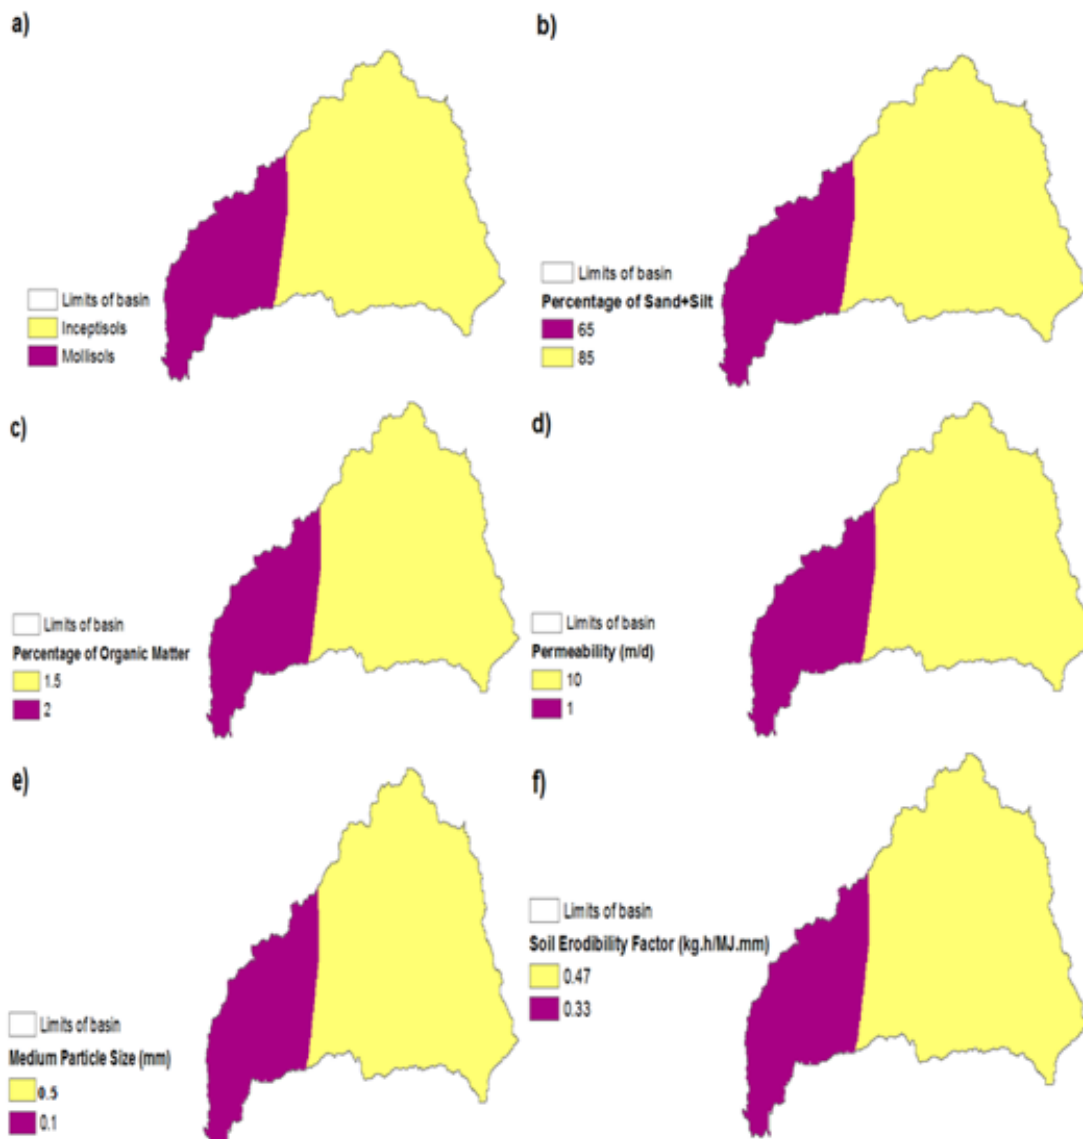 a)
Limits of basin
Inceptisols
Mollisols
b)
Limits of basin
Percentage of Sand+Silt
65
85
c)
Limits of basin
Percentage of Organic Matter
1.5
2
d)
Limits of basin
Permeability (m/d)
10
1
e)
Limits of basin
Medium Particle Size (mm)
0.5
0.1
f)
Limits of basin
Soil Erodibility Factor (kg.h/MJ.mm)
0.47
0.33